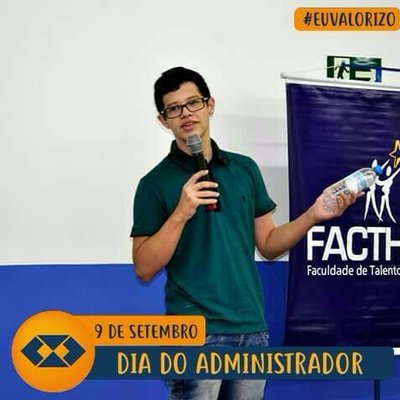 #EUVALORIZO
FACTH
Faculdade de Talento
9 DE SETEMBRO
DIA DO ADMINISTRADOR